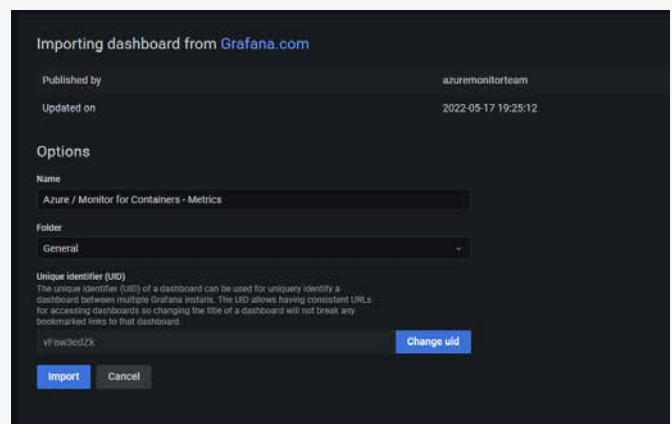 Importing dashboard from Grafana.com
Published by azuremonitorteam
Updated on 2022-05-17 19:25:12
Options
Name
Azure / Monitor for Containers - Metrics
Folder
General
Unique identifier (UID)
The unique identifier (UID) of a dashboard can be used for uniquely identify a
dashboard between multiple Grafana installs. The UID allows having consistent URLs
for accessing dashboards so changing the title of a dashboard will not break any
bookmarked links to that dashboard.
Change uid
Import Cancel